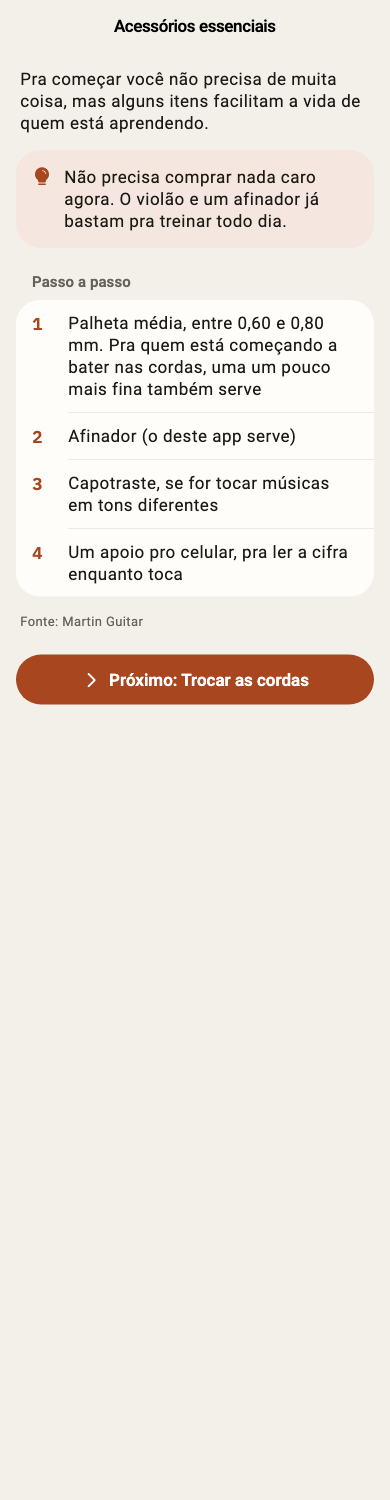 Acessórios essenciais
Pra começar você não precisa de muita
coisa, mas alguns itens facilitam a vida de
quem está aprendendo.
Não precisa comprar nada caro
agora. O violão e um afinador já
bastam pra treinar todo dia.
Passo a passo
1 Palheta média, entre 0,60 e 0,80
mm. Pra quem está começando a
bater nas cordas, uma um pouco
mais fina também serve
2 Afinador (o deste app serve)
3 Capotraste, se for tocar músicas
em tons diferentes
4 Um apoio pro celular, pra ler a cifra
enquanto toca
Fonte: Martin Guitar
Próximo: Trocar as cordas